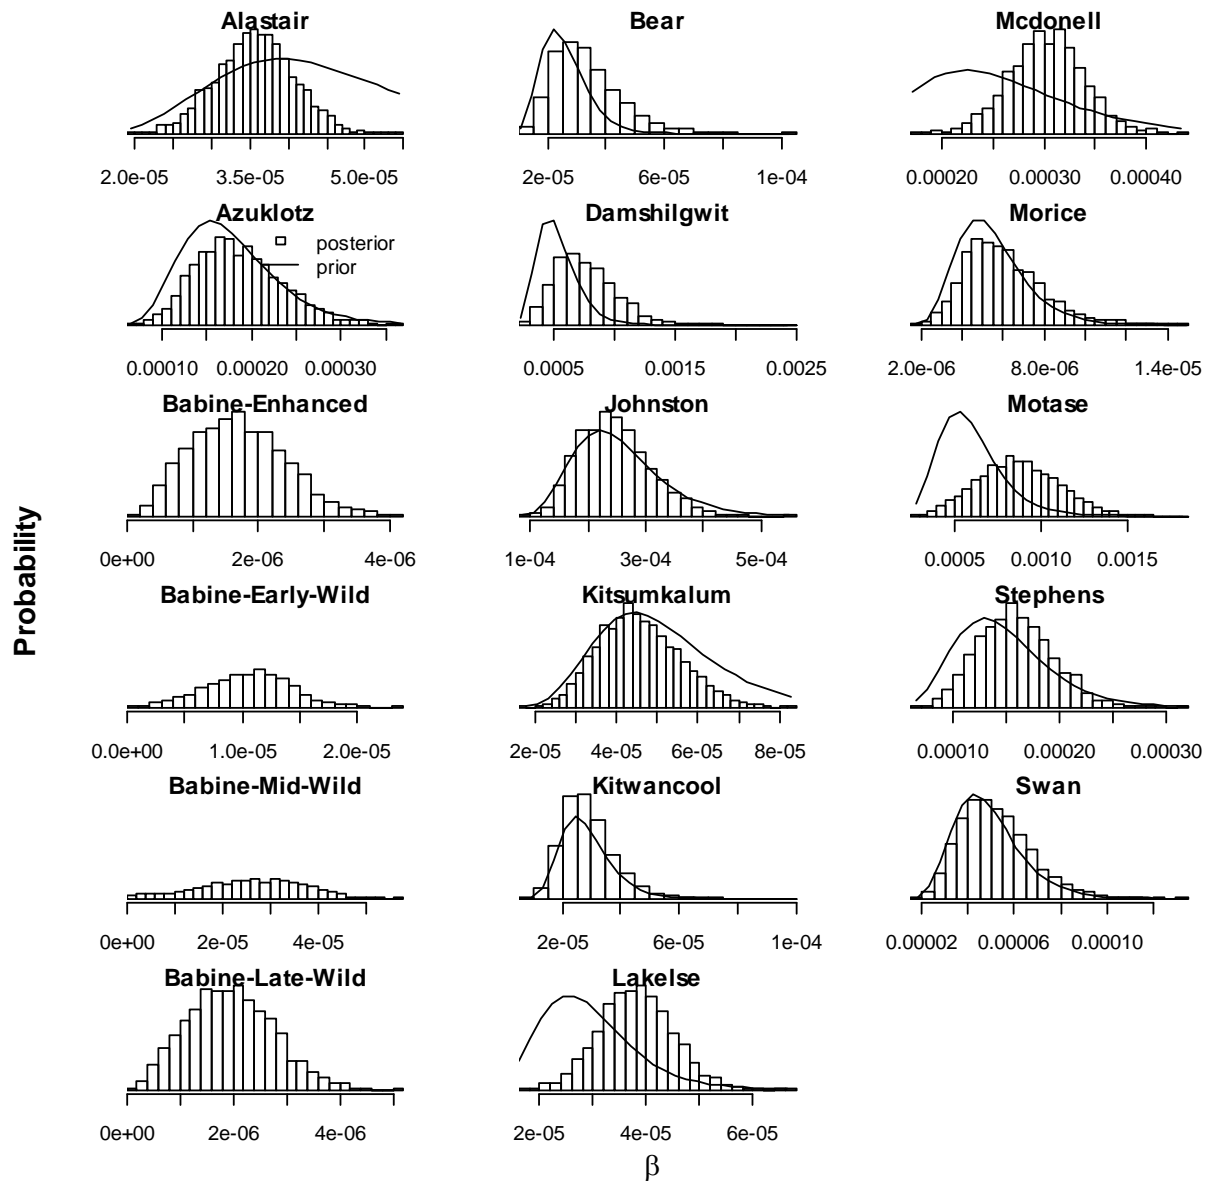 Alastair Bear Mcdonell
2.0e-05 3.5e-05 5.0e-05 2e-05 6e-05 1e-04 0.00020 0.00030 0.00040
Azuklotz Damshilgwit Morice
posterior
prior
0.00010 0.00020 0.00030 0.0005 0.0015 0.0025 2.0e-06 8.0e-06 1.4e-05
Babine-Enhanced Johnston Motase
0e+00 2e-06 4e-06 1e-04 3e-04 5e-04 0.0005 0.0010 0.0015
Probability
Babine-Early-Wild Kitsumkalum Stephens
0.0e+00 1.0e-05 2.0e-05 2e-05 4e-05 6e-05 8e-05 0.00010 0.00020 0.00030
Babine-Mid-Wild Kitwancool Swan
0e+00 2e-05 4e-05 2e-05 6e-05 1e-04 0.00002 0.00006 0.00010
Babine-Late-Wild Lakelse
0e+00 2e-06 4e-06 2e-05 4e-05 6e-05
β